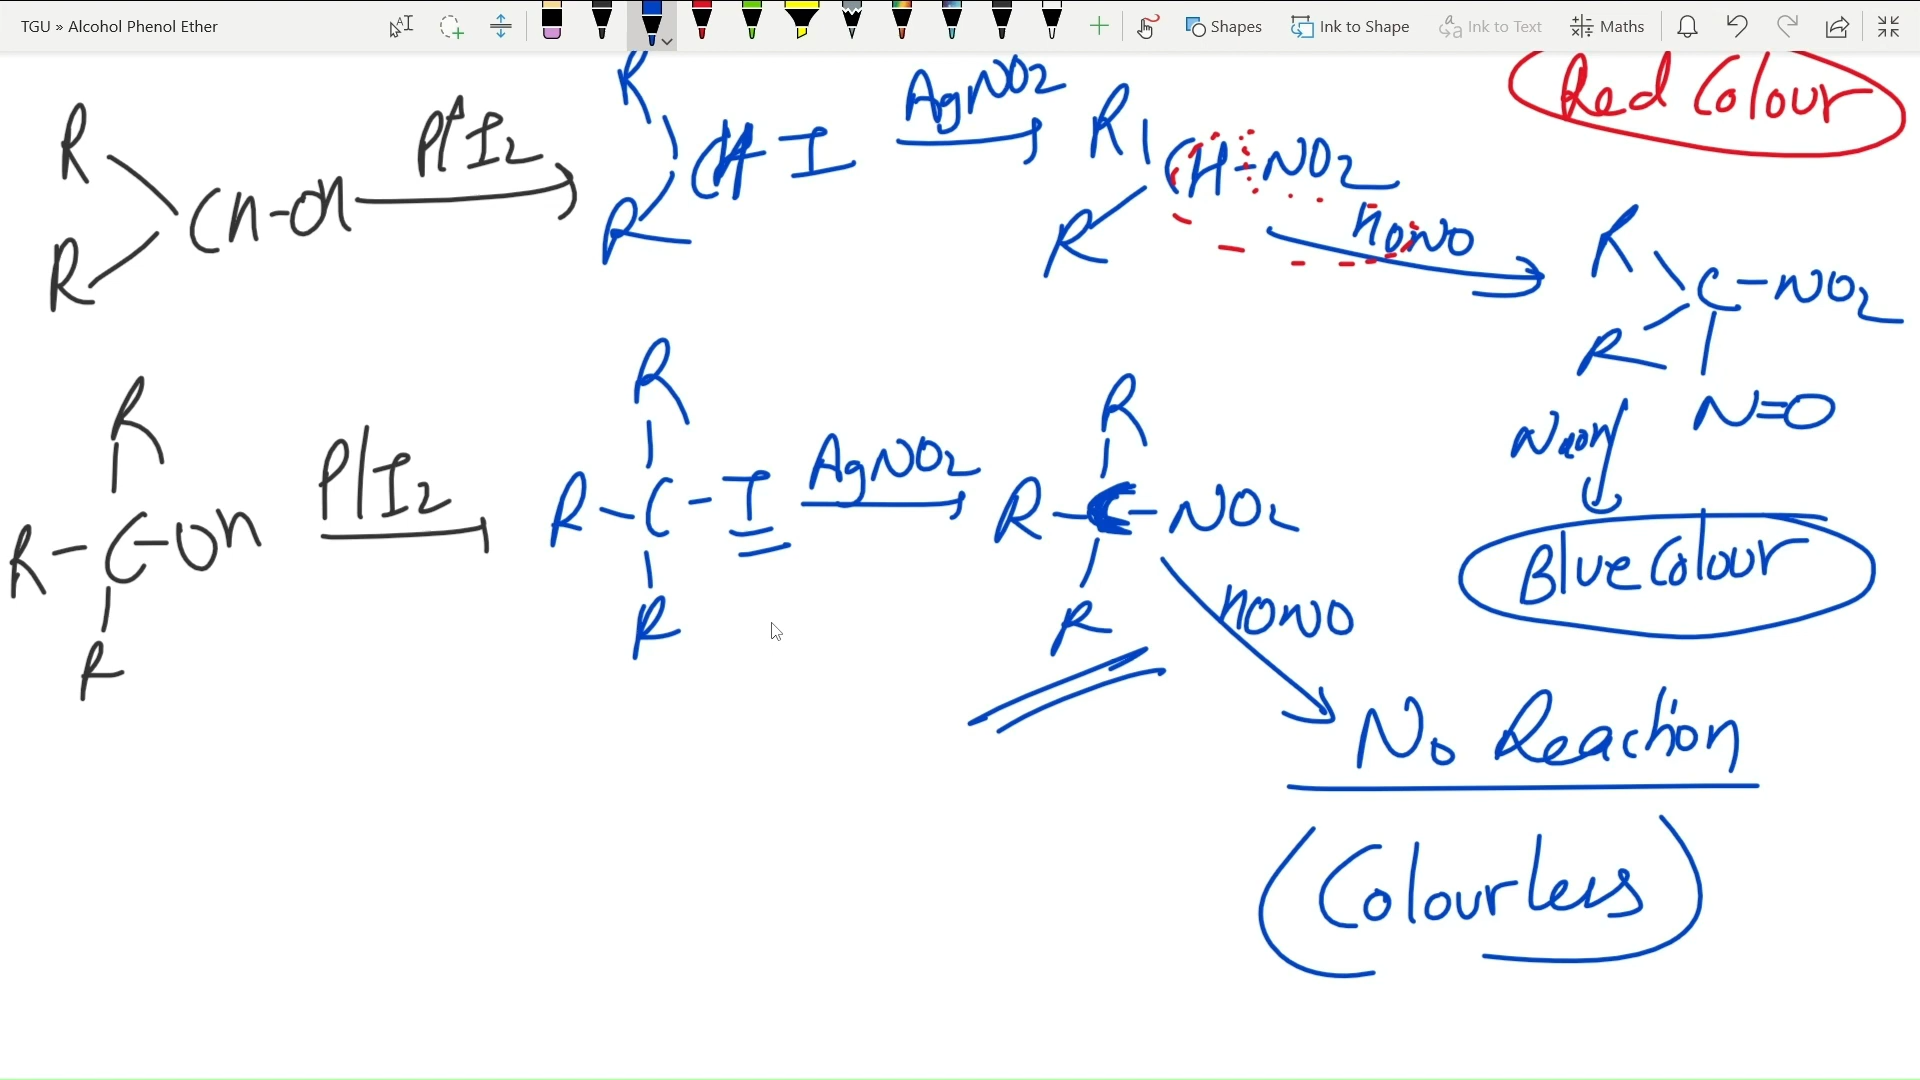 TGU » Alcohol Phenol Ether
Shapes
Ink to Shape
Ink to Text
Maths
Red Colour
R
R
CH-OH
P/I2
R
R
CH I
AgNO2
R
R
CH-NO2
HONO
R
R
C-NO2
N=O
NaOH
Blue Colour
R
R-C-OH
R
P/I2
R
R-C-I
R
AgNO2
R
R-C-NO2
R
HONO
No Reaction
(Colourless)